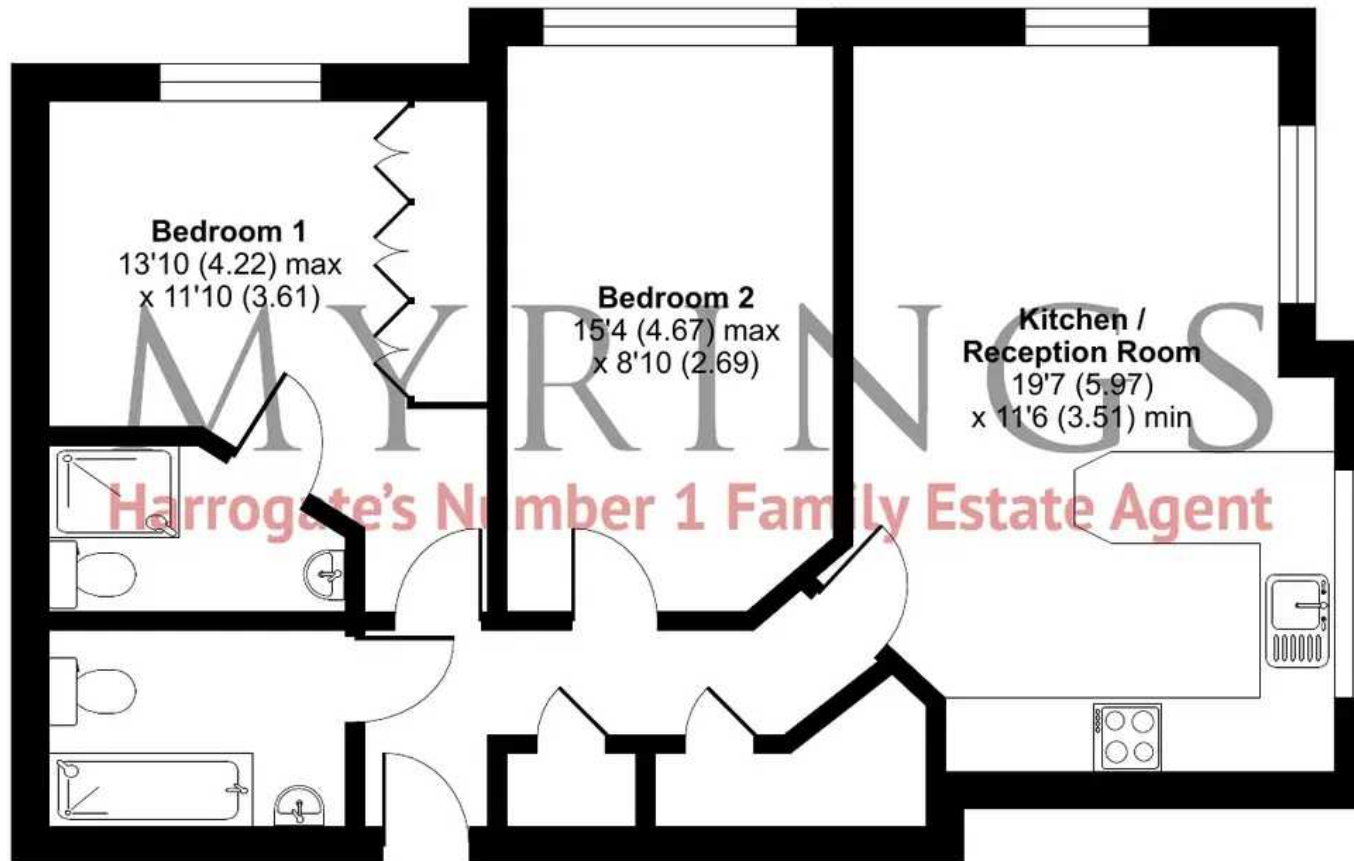 Bedroom 1
13'10 (4.22) max
x 11'10 (3.61)
Bedroom 2
15'4 (4.67) max
x 8'10 (2.69)
Kitchen /
Reception Room
19'7 (5.97)
x 11'6 (3.51) min
MYRINGS
Harrogate's Number 1 Family Estate Agent